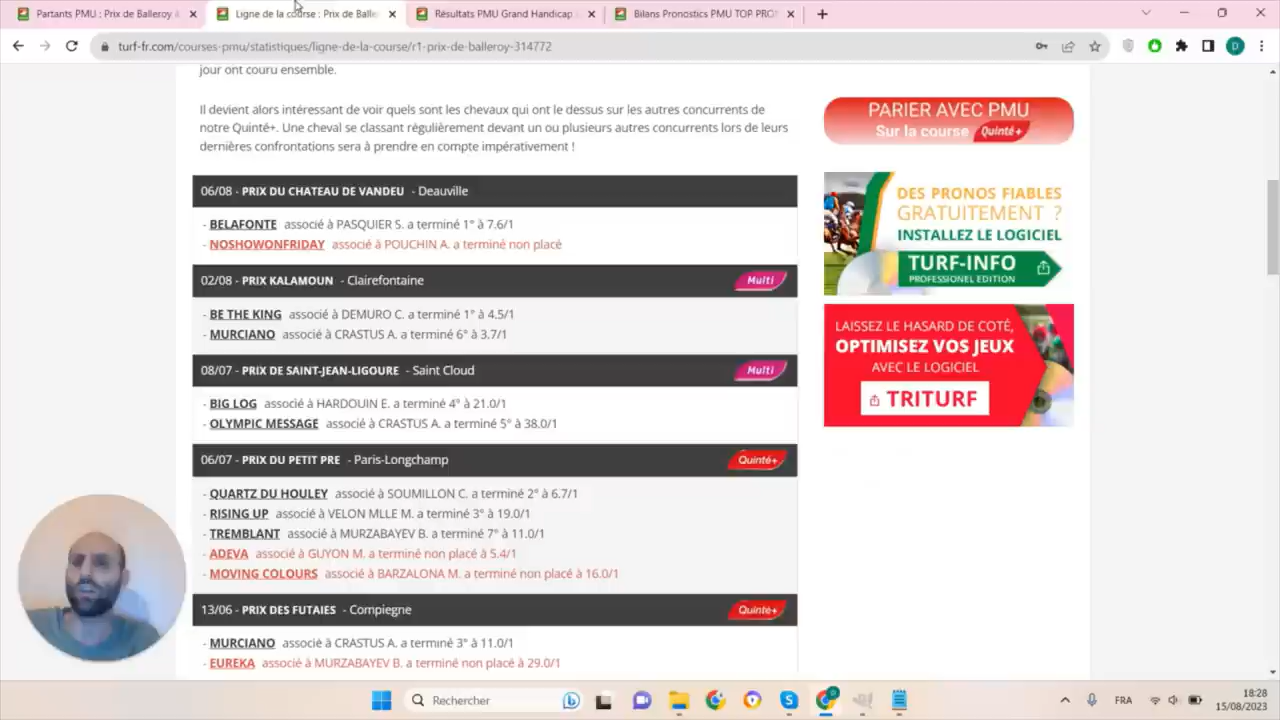 Partants PMU : Prix de Balleroy à
Ligne de la course : Prix de Balle
Résultats PMU Grand Handicap
Bilans Pronostics PMU TOP PRO
turf-fr.com/courses-pmu/statistiques/ligne-de-la-course/r1-prix-de-balleroy-314772
jour ont couru ensemble.
Il devient alors intéressant de voir quels sont les chevaux qui ont le dessus sur les autres concurrents de
notre Quinté+. Une cheval se classant régulièrement devant un ou plusieurs autres concurrents lors de leurs
dernières confrontations sera à prendre en compte impérativement !
PARIER AVEC PMU
Sur la course Quinté+
06/08 - PRIX DU CHATEAU DE VANDEU - Deauville
- BELAFONTE associé à PASQUIER S. a terminé 1° à 7.6/1
- NOSHOWONFRIDAY associé à POUCHIN A. a terminé non placé
DES PRONOS FIABLES
GRATUITEMENT ?
INSTALLEZ LE LOGICIEL
TURF-INFO
PROFESSIONEL EDITION
02/08 - PRIX KALAMOUN - Clairefontaine
Multi
- BE THE KING associé à DEMURO C. a terminé 1° à 4.5/1
- MURCIANO associé à CRASTUS A. a terminé 6° à 3.7/1
LAISSEZ LE HASARD DE COTÉ,
OPTIMISEZ VOS JEUX
AVEC LE LOGICIEL
TRITURF
08/07 - PRIX DE SAINT-JEAN-LIGOURE - Saint Cloud
Multi
- BIG LOG associé à HARDOUIN E. a terminé 4° à 21.0/1
- OLYMPIC MESSAGE associé à CRASTUS A. a terminé 5° à 38.0/1
06/07 - PRIX DU PETIT PRE - Paris-Longchamp
Quinté+
- QUARTZ DU HOULEY associé à SOUMILLON C. a terminé 2° à 6.7/1
- RISING UP associé à VELON MLLE M. a terminé 3° à 19.0/1
- TREMBLANT associé à MURZABAYEV B. a terminé 7° à 11.0/1
- ADEVA associé à GUYON M. a terminé non placé à 5.4/1
- MOVING COLOURS associé à BARZALONA M. a terminé non placé à 16.0/1
13/06 - PRIX DES FUTAIES - Compiegne
Quinté+
- MURCIANO associé à CRASTUS A. a terminé 3° à 11.0/1
- EUREKA associé à MURZABAYEV B. a terminé non placé à 29.0/1
Rechercher
FRA
18:28
15/08/2023